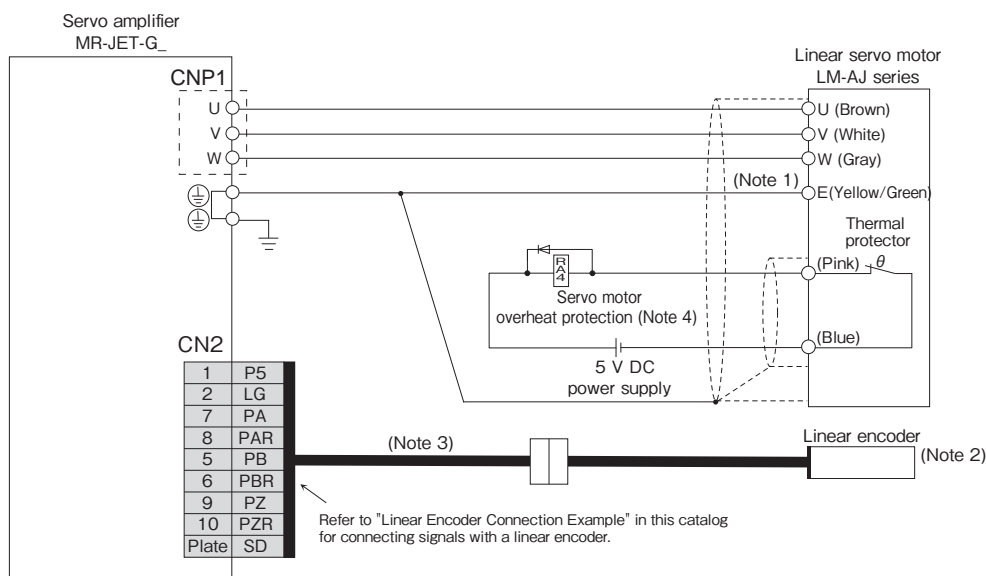 Servo amplifier
MR-JET-G_
Linear servo motor
LM-AJ series
CNP1
U
U (Brown)
V
V (White)
W
W (Gray)
(Note 1)
E(Yellow/Green)
Thermal
protector
(Pink)
θ
RA4
Servo motor
overheat protection (Note 4)
(Blue)
5 V DC
power supply
CN2
1 P5
2 LG
7 PA
8 PAR
5 PB
6 PBR
9 PZ
10 PZR
Plate SD
(Note 3)
Linear encoder
(Note 2)
Refer to "Linear Encoder Connection Example" in this catalog
for connecting signals with a linear encoder.